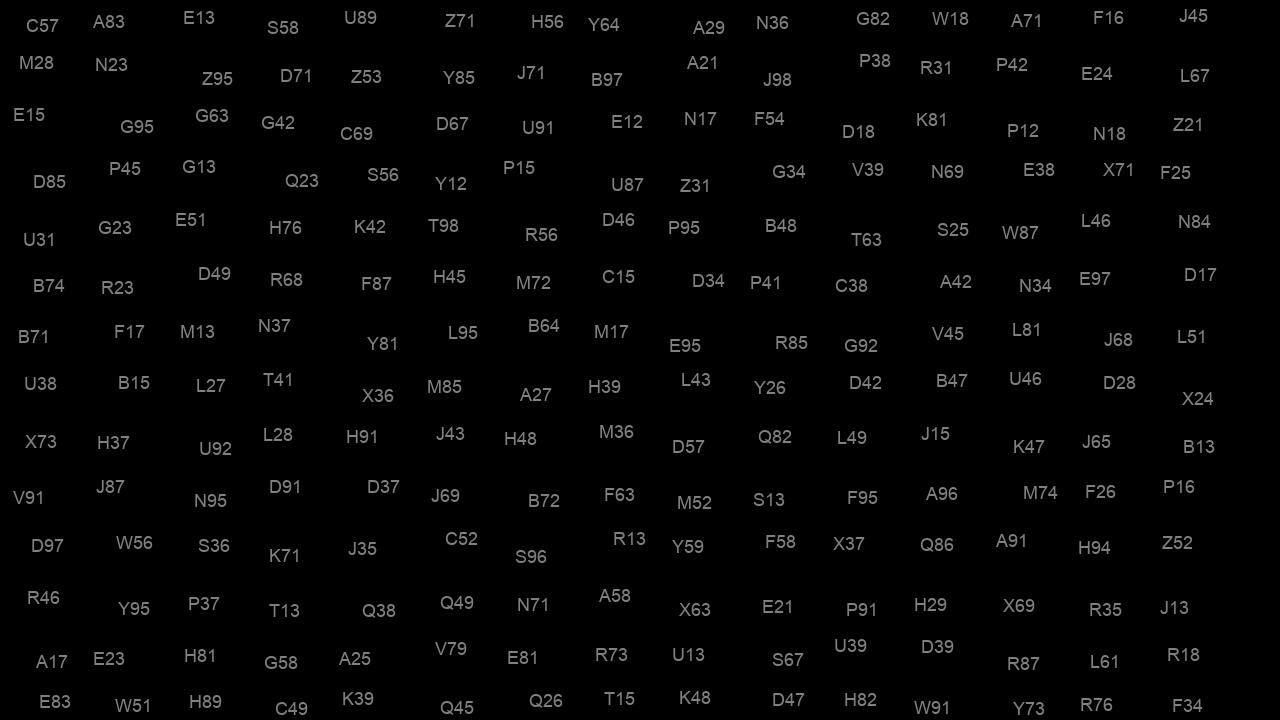 C57 A83 E13 S58 U89 Z71 H56 Y64 A29 N36 G82 W18 A71 F16 J45
M28 N23 Z95 D71 Z53 Y85 J71 B97 A21 J98 P38 R31 P42 E24 L67
E15 G95 G63 G42 C69 D67 U91 E12 N17 F54 D18 K81 P12 N18 Z21
D85 P45 G13 Q23 S56 Y12 P15 U87 Z31 G34 V39 N69 E38 X71 F25
U31 G23 E51 H76 K42 T98 R56 D46 P95 B48 T63 S25 W87 L46 N84
B74 R23 D49 R68 F87 H45 M72 C15 D34 P41 C38 A42 N34 E97 D17
B71 F17 M13 N37 Y81 L95 B64 M17 E95 R85 G92 V45 L81 J68 L51
U38 B15 L27 T41 X36 M85 A27 H39 L43 Y26 D42 B47 U46 D28 X24
X73 H37 U92 L28 H91 J43 H48 M36 D57 Q82 L49 J15 K47 J65 B13
V91 J87 N95 D91 D37 J69 B72 F63 M52 S13 F95 A96 M74 F26 P16
D97 W56 S36 K71 J35 C52 S96 R13 Y59 F58 X37 Q86 A91 H94 Z52
R46 Y95 P37 T13 Q38 Q49 N71 A58 X63 E21 P91 H29 X69 R35 J13
A17 E23 H81 G58 A25 V79 E81 R73 U13 S67 U39 D39 R87 L61 R18
E83 W51 H89 C49 K39 Q45 Q26 T15 K48 D47 H82 W91 Y73 R76 F34